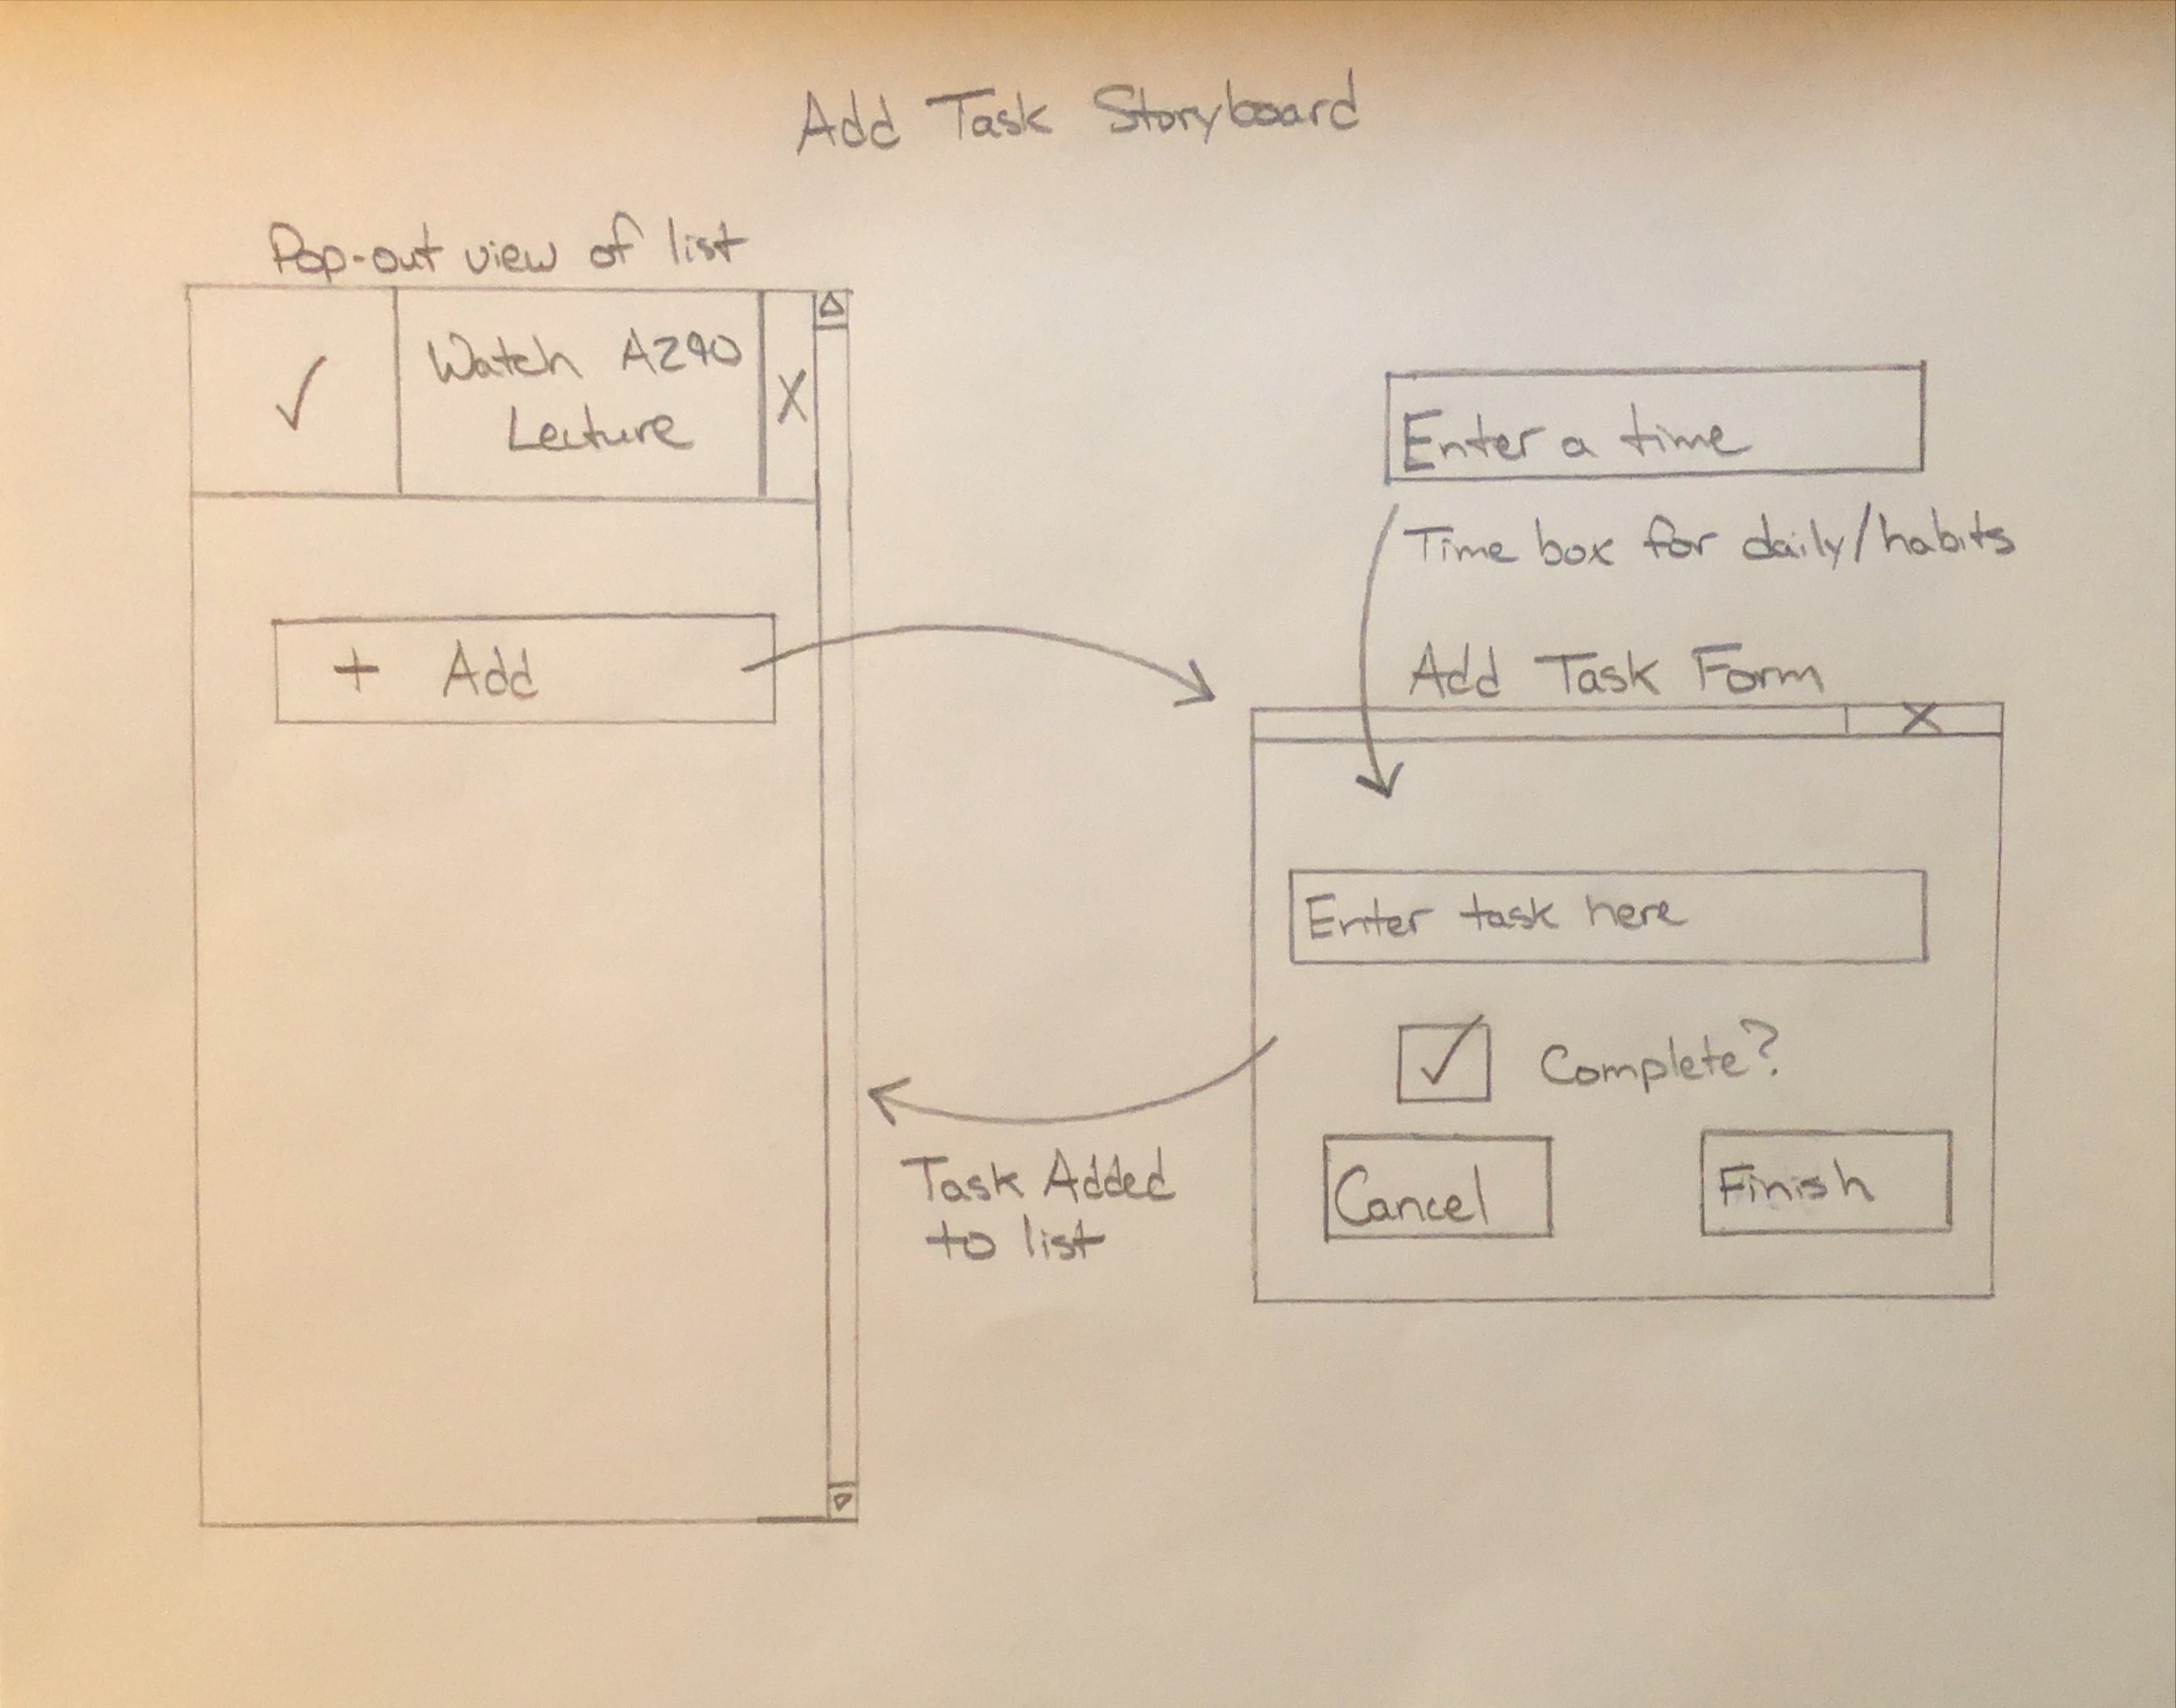 Add Task Storyboard
Pop-out view of list
✓
Watch A290
Lecture
X
+ Add
Enter a time
Time box for daily/habits
Add Task Form
X
Enter task here
✓ Complete?
Cancel
Finish
Task Added
to list